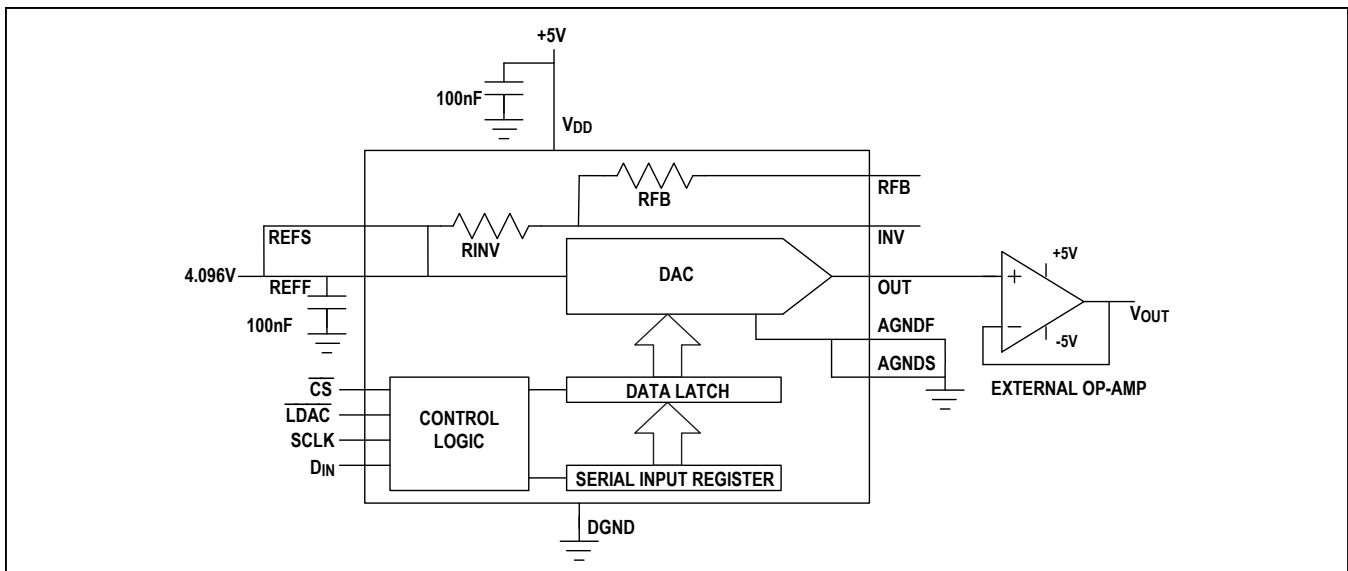 +5V
100nF
VDD
RFB
RFB
REFS
RINV
INV
4.096V
REFF
DAC
OUT
+5V
+
−
-5V
VOUT
100nF
AGNDF
AGNDS
EXTERNAL OP-AMP
CS
LDAC
SCLK
DIN
CONTROL
LOGIC
DATA LATCH
SERIAL INPUT REGISTER
DGND